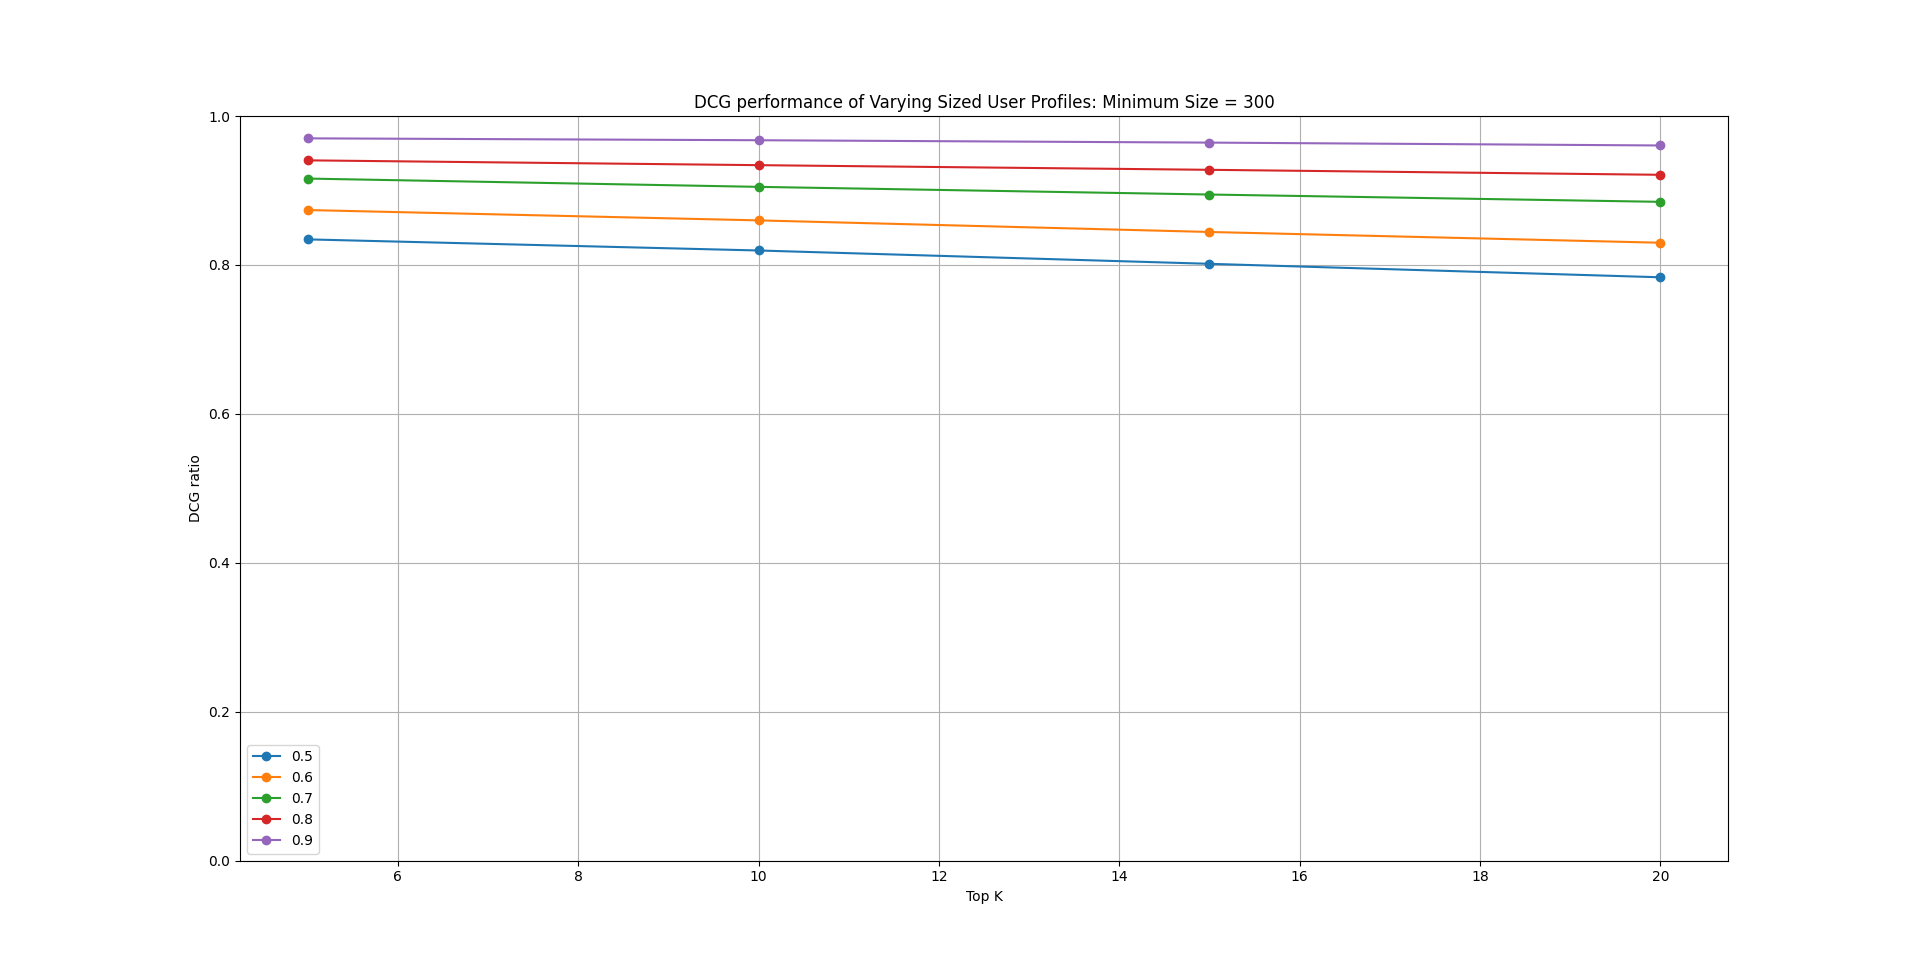 DCG performance of Varying Sized User Profiles: Minimum Size = 300
1.0
0.8
0.6
0.4
0.2
0.0
DCG ratio
0.5
0.6
0.7
0.8
0.9
6 8 10 12 14 16 18 20
Top K